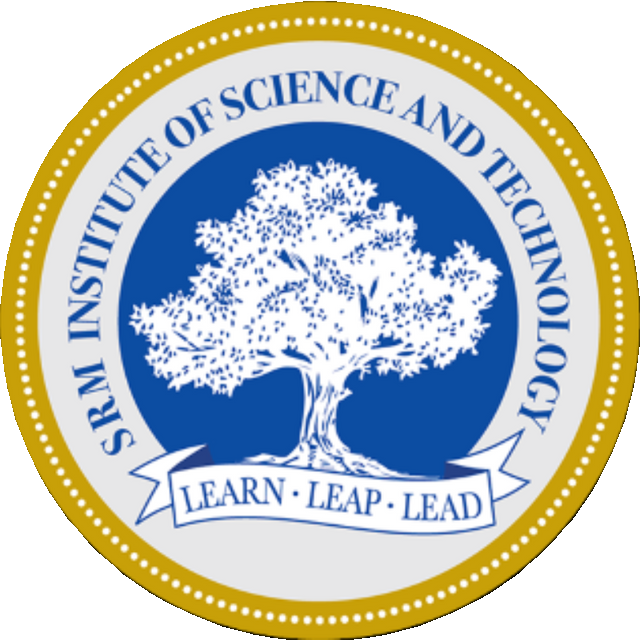 SRM INSTITUTE OF SCIENCE AND TECHNOLOGY
LEARN · LEAP · LEAD